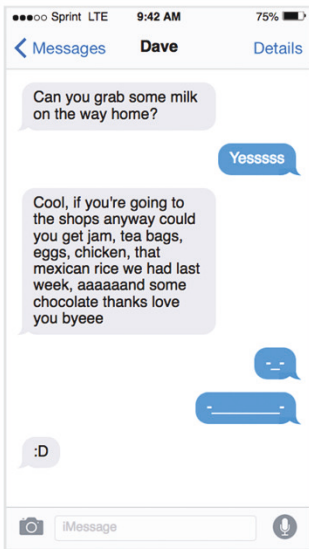 ●●●○○ Sprint LTE 9:42 AM 75%
Messages Dave Details
Can you grab some milk
on the way home?
Yesssss
Cool, if you're going to
the shops anyway could
you get jam, tea bags,
eggs, chicken, that
mexican rice we had last
week, aaaaaand some
chocolate thanks love
you byeee
-_-
-________-
:D
iMessage